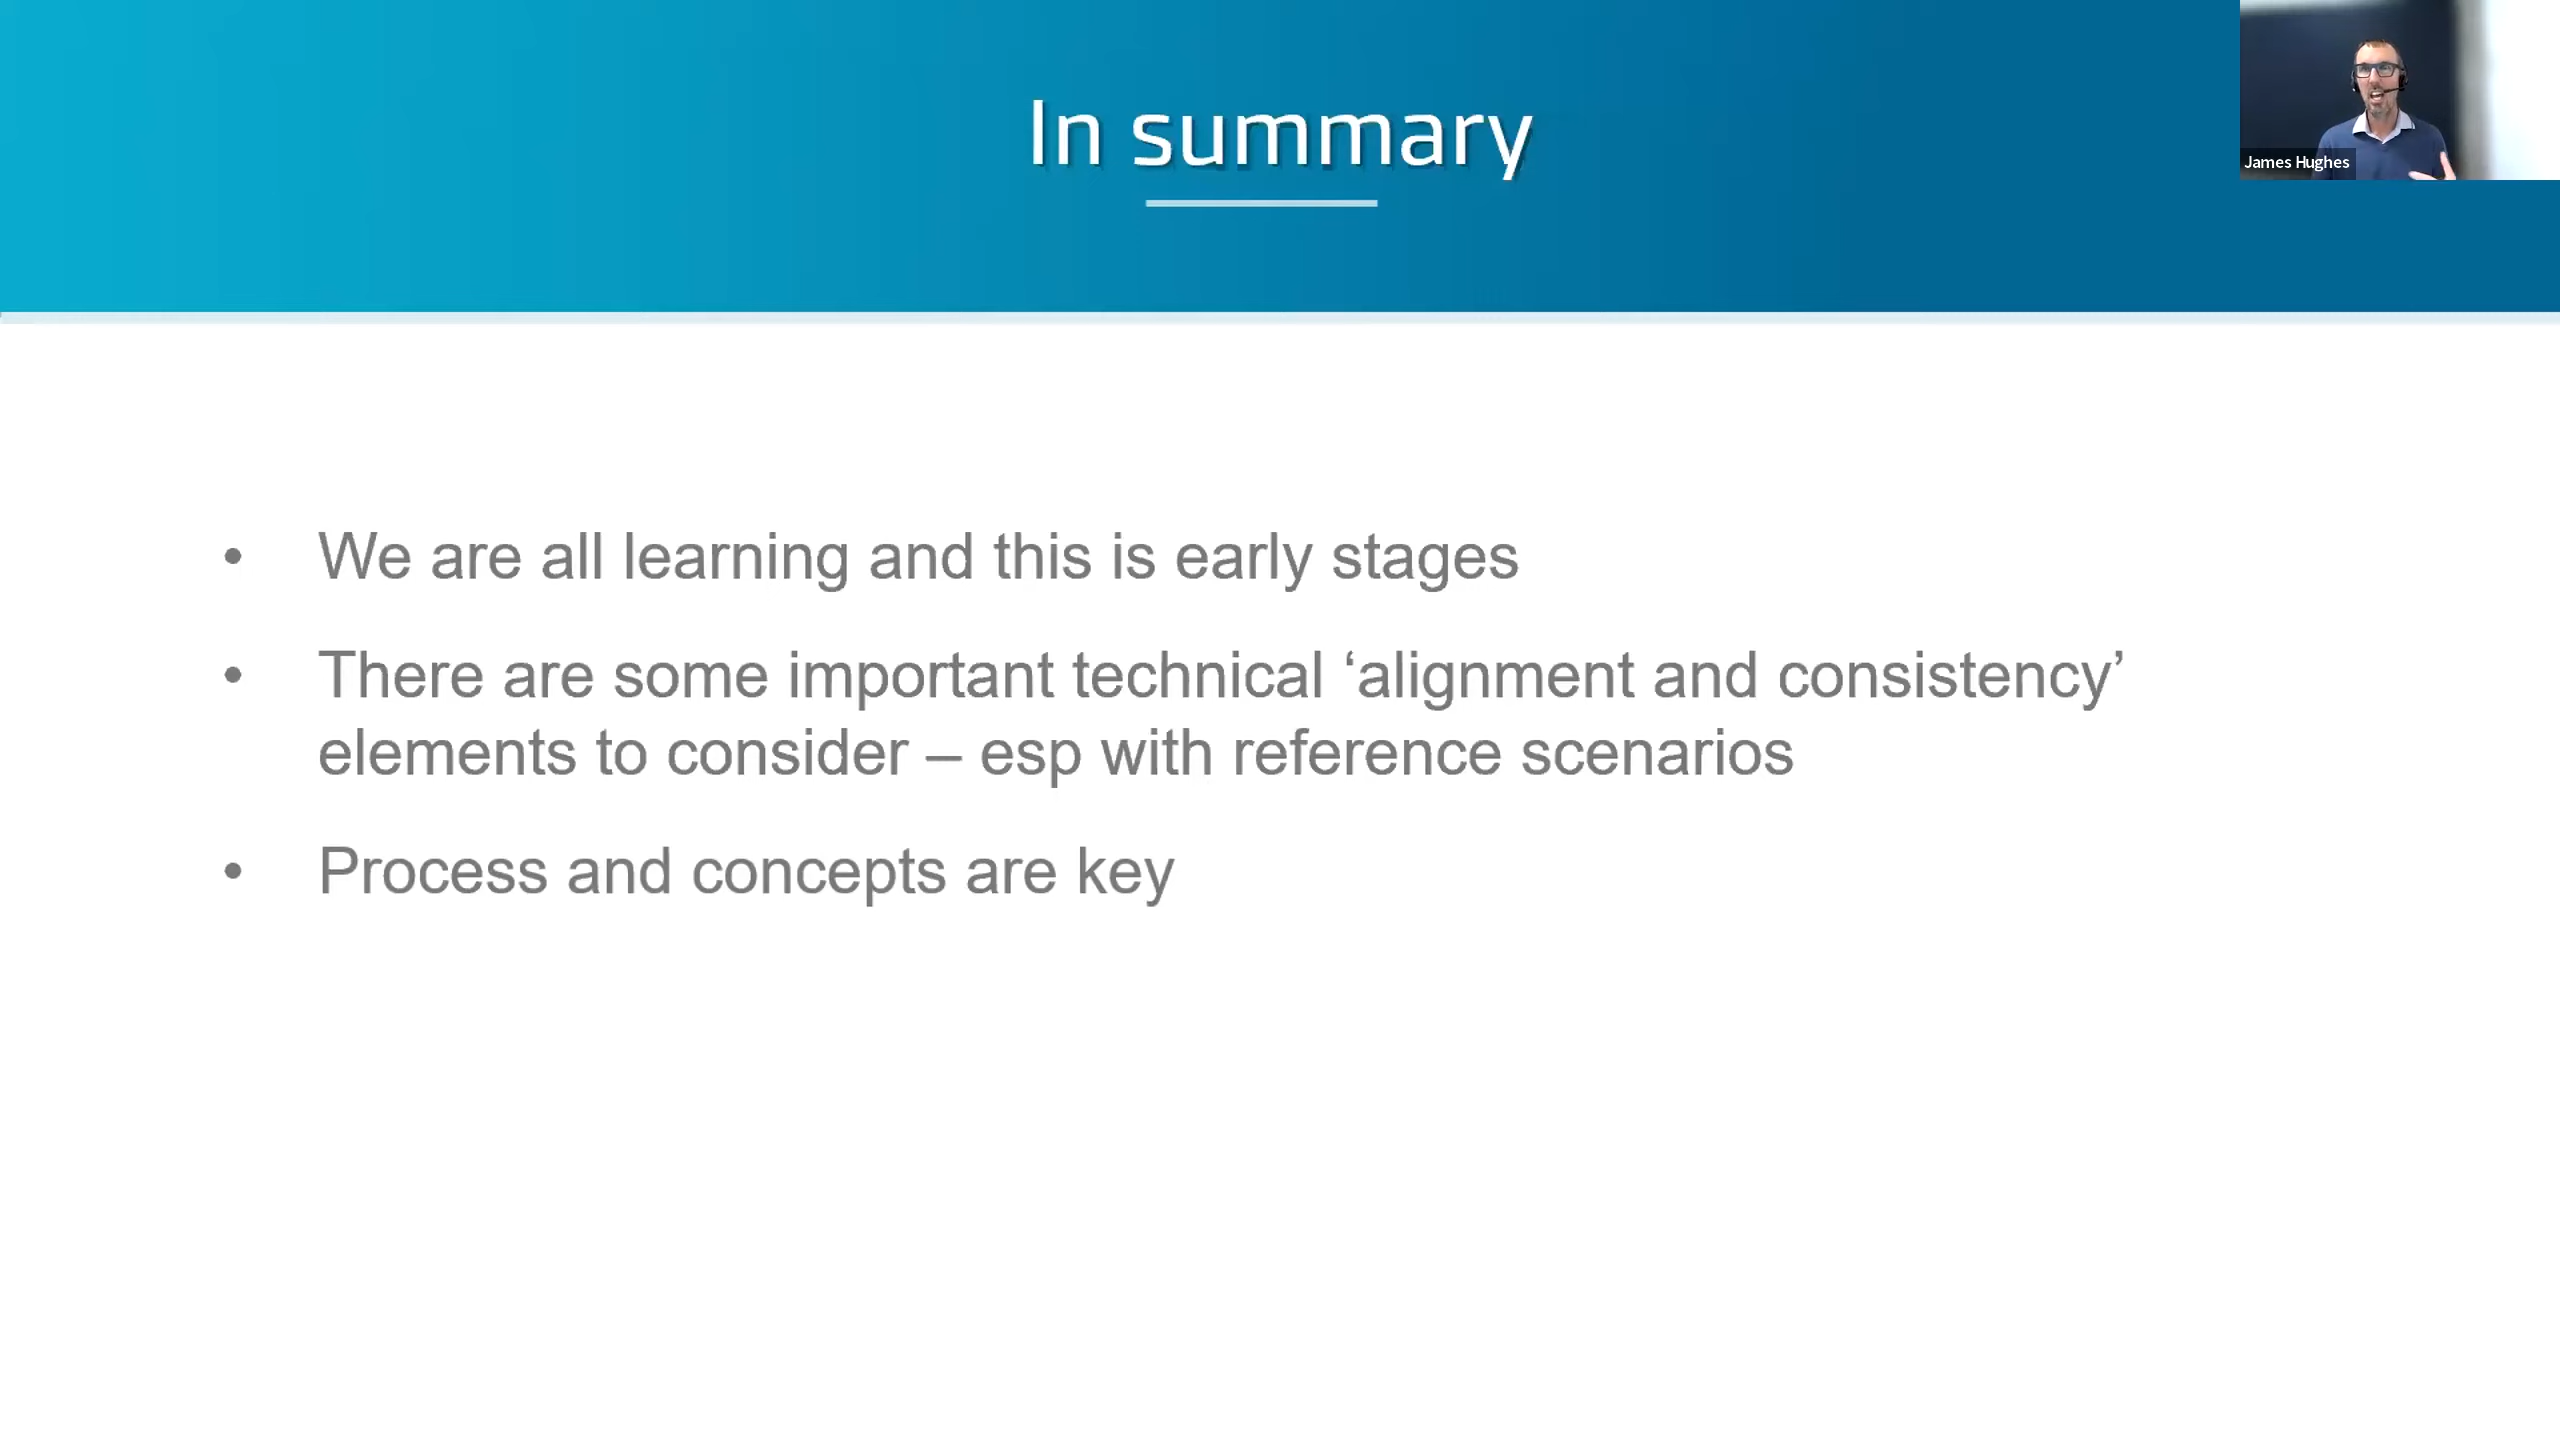 In summary
James Hughes
• We are all learning and this is early stages
• There are some important technical ‘alignment and consistency’
elements to consider – esp with reference scenarios
• Process and concepts are key